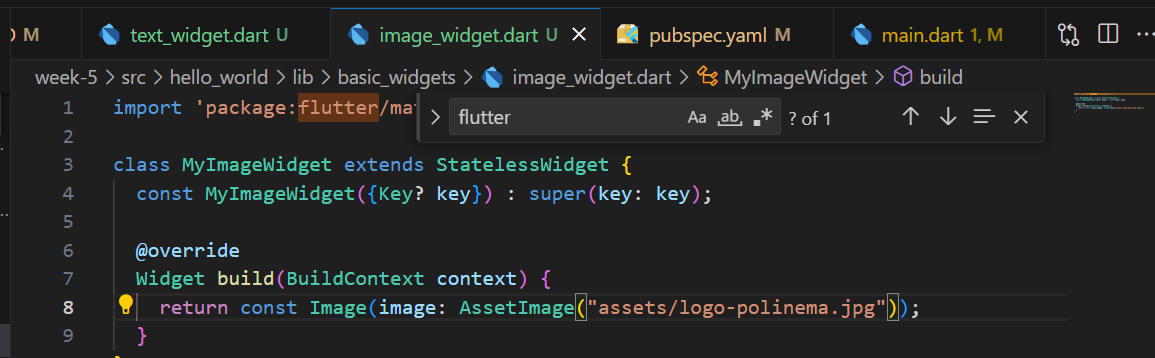 M text_widget.dart U image_widget.dart U pubspec.yaml M main.dart 1, M
week-5 > src > hello_world > lib > basic_widgets > image_widget.dart > MyImageWidget > build
flutter Aa ab .* ? of 1
1 import 'package:flutter/mat
2
3 class MyImageWidget extends StatelessWidget {
4 const MyImageWidget({Key? key}) : super(key: key);
5
6 @override
7 Widget build(BuildContext context) {
8 return const Image(image: AssetImage("assets/logo-polinema.jpg"));
9 }